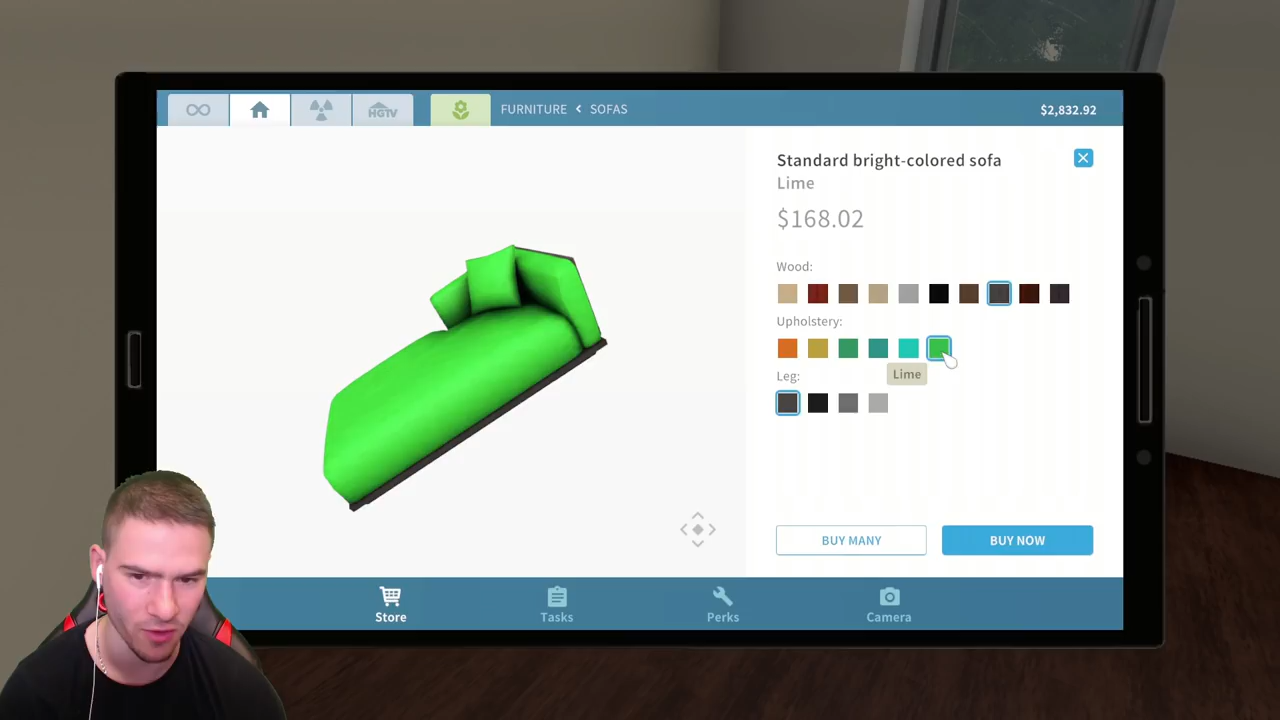 HGTV
FURNITURE < SOFAS
$2,832.92
Standard bright-colored sofa
Lime
$168.02
Wood:
Upholstery:
Lime
Leg:
BUY MANY
BUY NOW
Store
Tasks
Perks
Camera